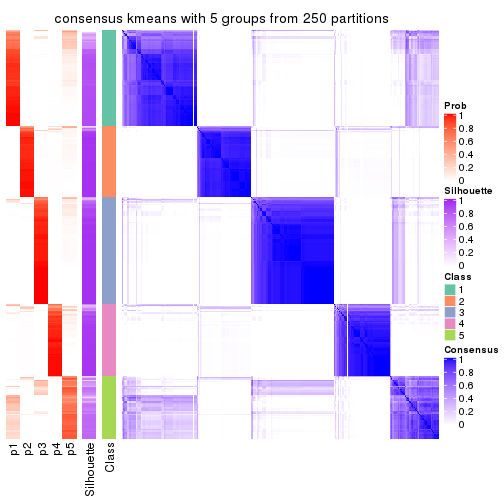 consensus kmeans with 5 groups from 250 partitions
Prob
1
0.8
0.6
0.4
0.2
0
Silhouette
1
0.8
0.6
0.4
0.2
0
Class
1
2
3
4
5
Consensus
1
0.8
0.6
0.4
0.2
0
p1
p2
p3
p4
p5
Silhouette
Class